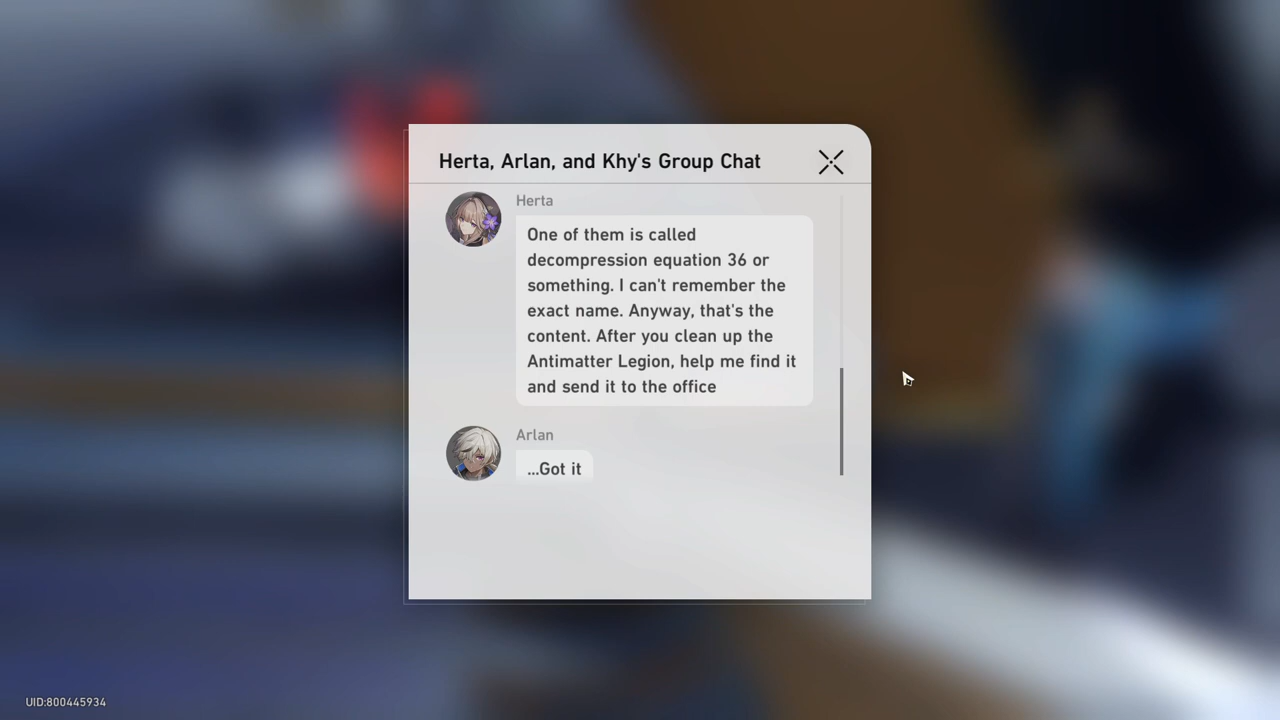 Herta, Arlan, and Khy's Group Chat
Herta
One of them is called
decompression equation 36 or
something. I can't remember the
exact name. Anyway, that's the
content. After you clean up the
Antimatter Legion, help me find it
and send it to the office
Arlan
...Got it
UID:800445934